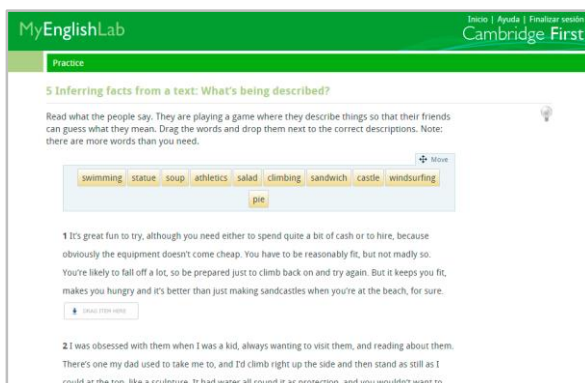 MyEnglishLab
Inicio | Ayuda | Finalizar sesión
Cambridge First
Practice
5 Inferring facts from a text: What's being described?
Read what the people say. They are playing a game where they describe things so that their friends
can guess what they mean. Drag the words and drop them next to the correct descriptions. Note:
there are more words than you need.
Move
swimming statue soup athletics salad climbing sandwich castle windsurfing
pie
1 It's great fun to try, although you need either to spend quite a bit of cash or to hire, because
obviously the equipment doesn't come cheap. You have to be reasonably fit, but not madly so.
You're likely to fall off a lot, so be prepared just to climb back on and try again. But it keeps you fit,
makes you hungry and it's better than just making sandcastles when you're at the beach, for sure.
DRAG ITEM HERE
2 I was obsessed with them when I was a kid, always wanting to visit them, and reading about them.
There's one my dad used to take me to, and I'd climb right up the side and then stand as still as I
could at the top, like a sculpture. It had water all round it as protection, and you wouldn't want to